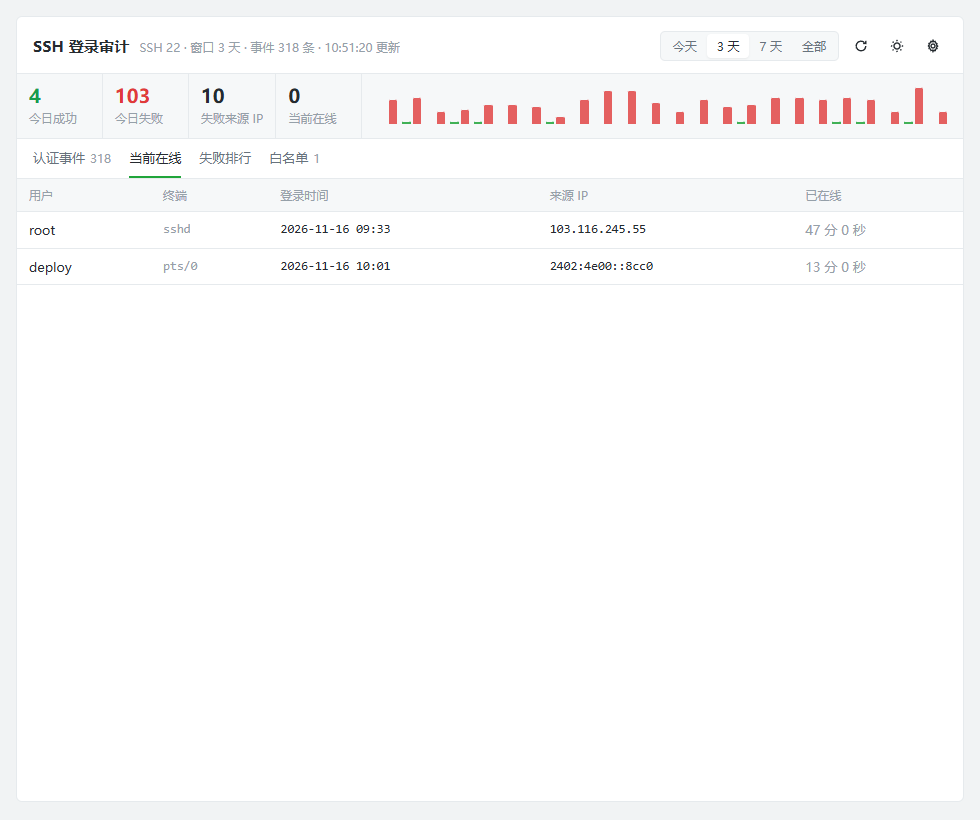 SSH 登录审计 SSH 22 · 窗口 3 天 · 事件 318 条 · 10:51:20 更新 今天 3 天 7 天 全部
4 103 10 0
今日成功 今日失败 失败来源 IP 当前在线
认证事件 318 当前在线 失败排行 白名单 1
用户 终端 登录时间 来源 IP 已在线
root sshd 2026-11-16 09:33 103.116.245.55 47 分 0 秒
deploy pts/0 2026-11-16 10:01 2402:4e00::8cc0 13 分 0 秒